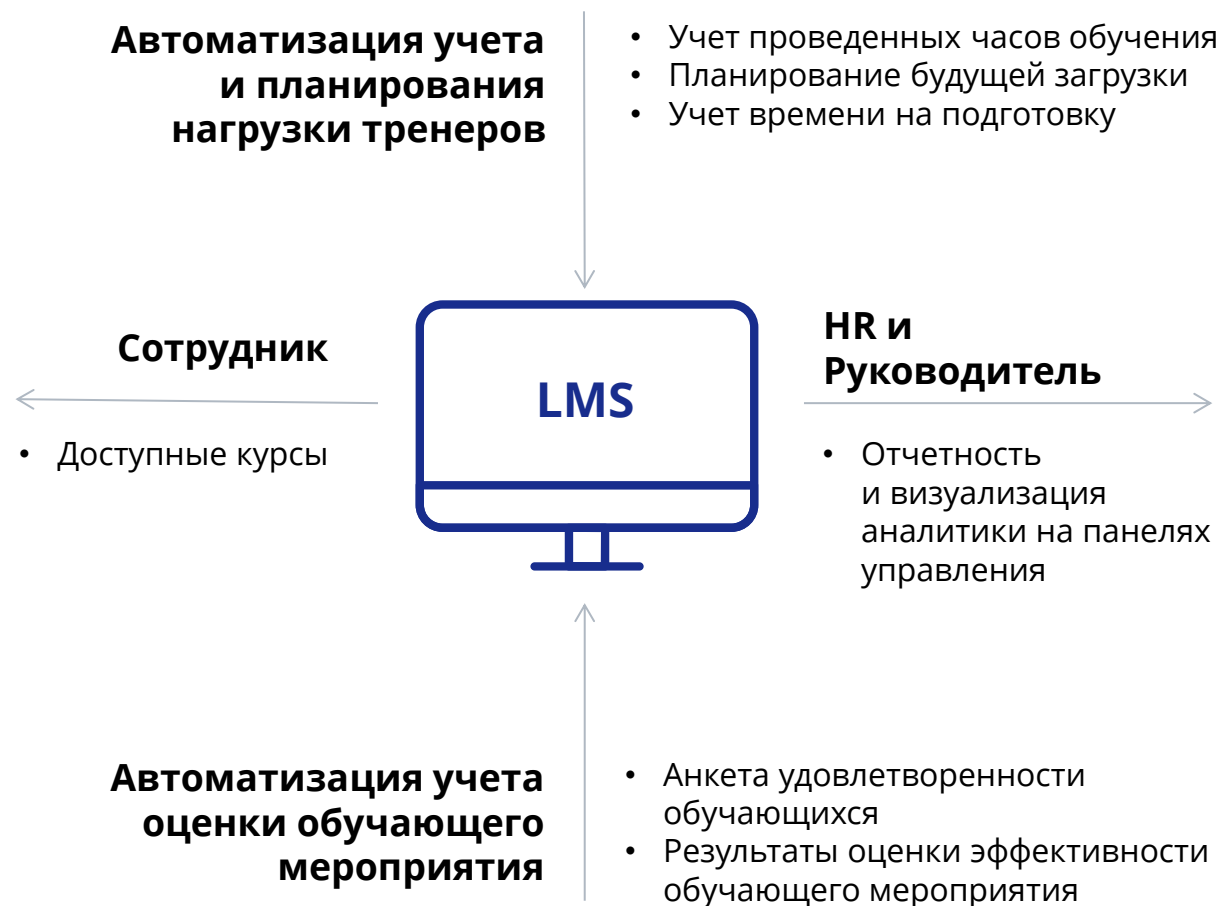 Автоматизация учета
и планирования
нагрузки тренеров
• Учет проведенных часов обучения
• Планирование будущей загрузки
• Учет времени на подготовку
Сотрудник
• Доступные курсы
LMS
HR и
Руководитель
• Отчетность
и визуализация
аналитики на панелях
управления
Автоматизация учета
оценки обучающего
мероприятия
• Анкета удовлетворенности
обучающихся
• Результаты оценки эффективности
обучающего мероприятия